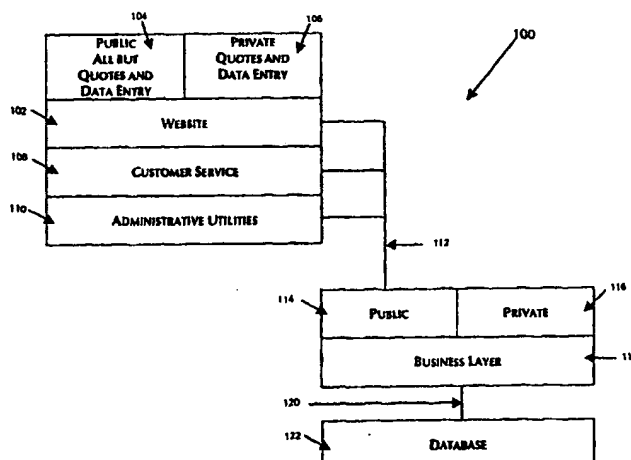 104
106
PUBLIC
ALL BUT
QUOTES AND
DATA ENTRY
PRIVATE
QUOTES AND
DATA ENTRY
100
102
WEBSITE
108
CUSTOMER SERVICE
110
ADMINISTRATIVE UTILITIES
112
114
PUBLIC
PRIVATE
116
BUSINESS LAYER
11
120
122
DATABASE